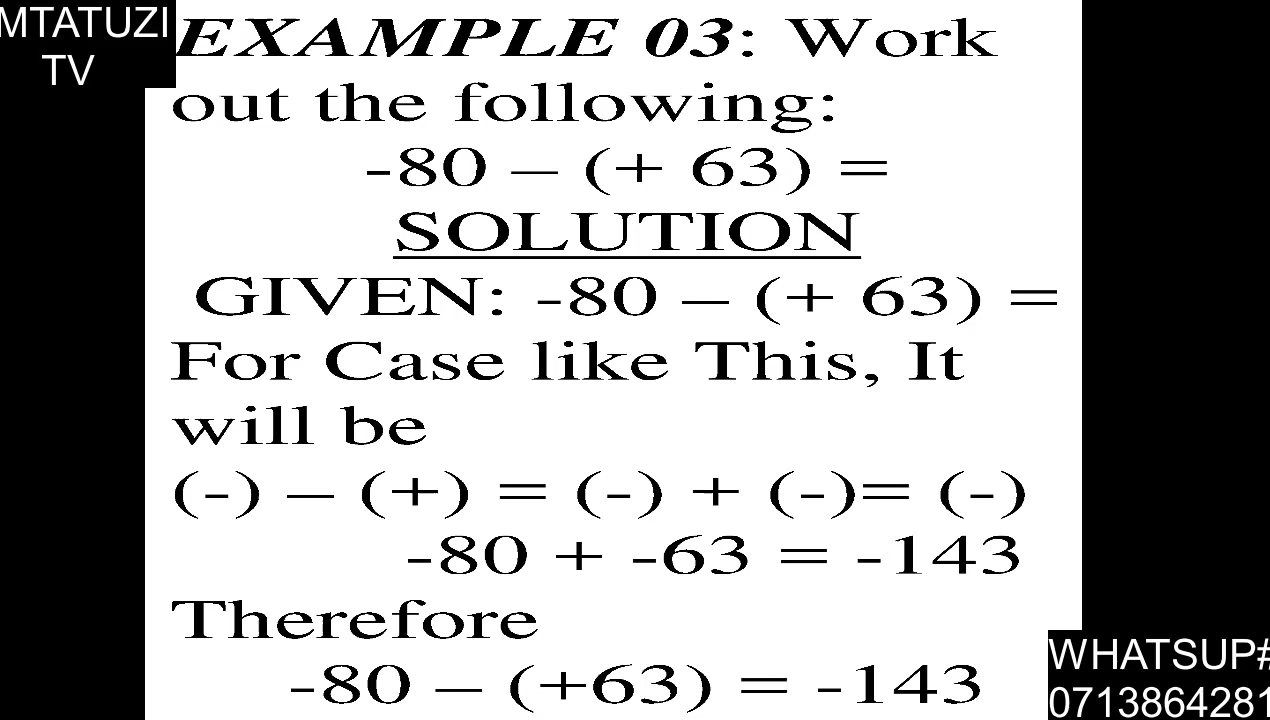 MTATUZI
TV
EXAMPLE 03: Work
out the following:
-80 – (+ 63) =
SOLUTION
GIVEN: -80 – (+ 63) =
For Case like This, It
will be
(-) – (+) = (-) + (-)= (-)
-80 + -63 = -143
Therefore
-80 – (+63) = -143
WHATSUP#
0713864281